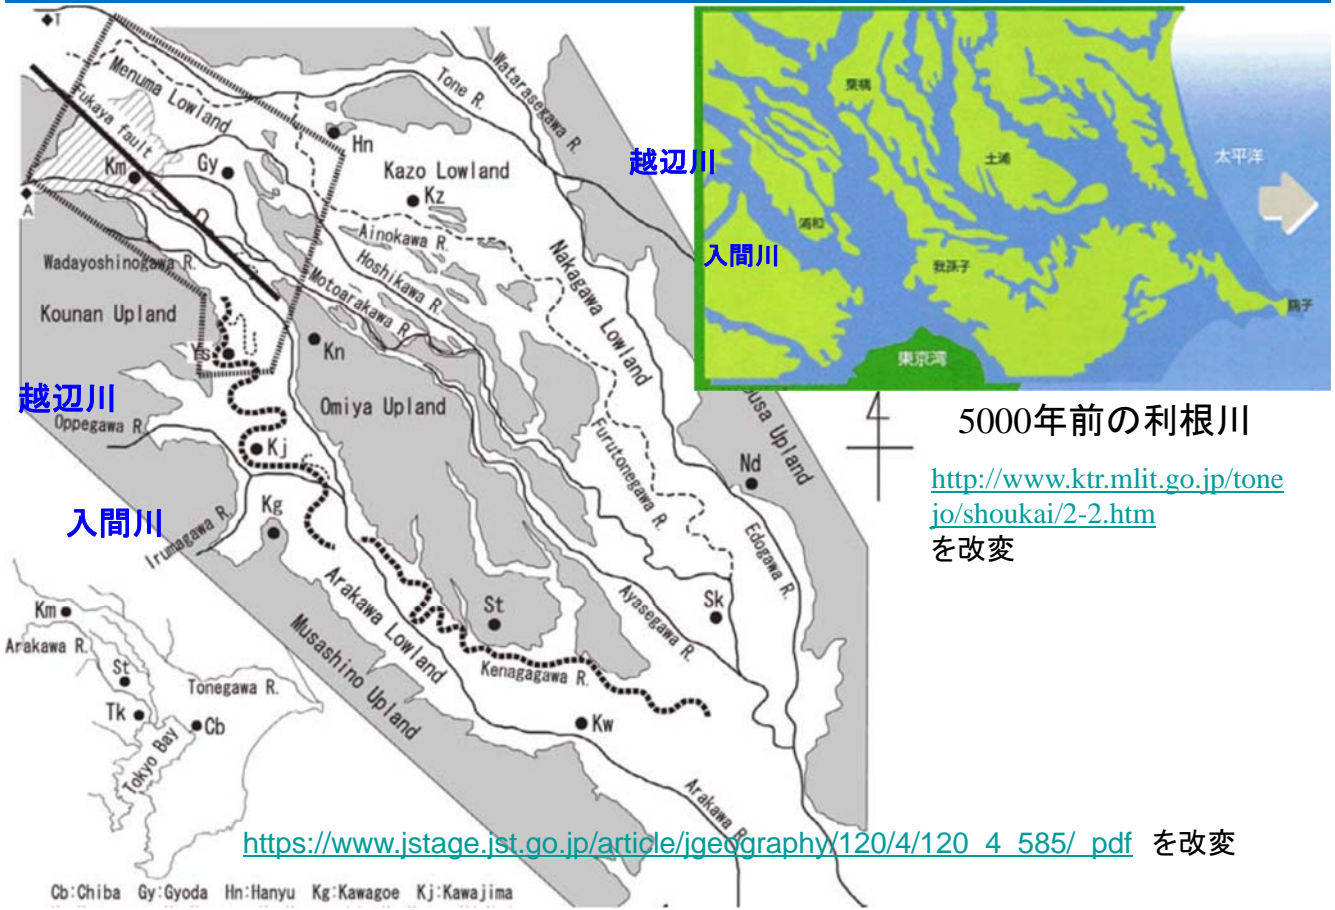 T
Menuma Lowland
Fukaya fault
Tone R.
Watarasegawa R.
Hn
Gy
Km
Kazo Lowland
Kz
A
Ainokawa R.
Wadayoshinogawa R.
Hoshikawa R.
Motoarakawa R.
Nakagawa Lowland
Kounan Upland
Ys
Kn
越辺川
Oppegawa R.
Omiya Upland
Kj
Furutonegawa R.
Nd
ousa Upland
Kg
入間川
Irumagawa R.
Edogawa R.
Arakawa Lowland
St
Ayasegawa R.
Sk
Musashino Upland
Kenagagawa R.
Kw
Arakawa R.
Km
Arakawa R.
St
Tonegawa R.
Tk
Cb
Tokyo Bay
越辺川
入間川
栗橋
土浦
太平洋
浦和
我孫子
銚子
東京湾
5000年前の利根川
http://www.ktr.mlit.go.jp/tone
jo/shoukai/2-2.htm
を改変
https://www.jstage.jst.go.jp/article/jgeography/120/4/120_4_585/_pdf を改変
Cb:Chiba Gy:Gyoda Hn:Hanyu Kg:Kawagoe Kj:Kawajima